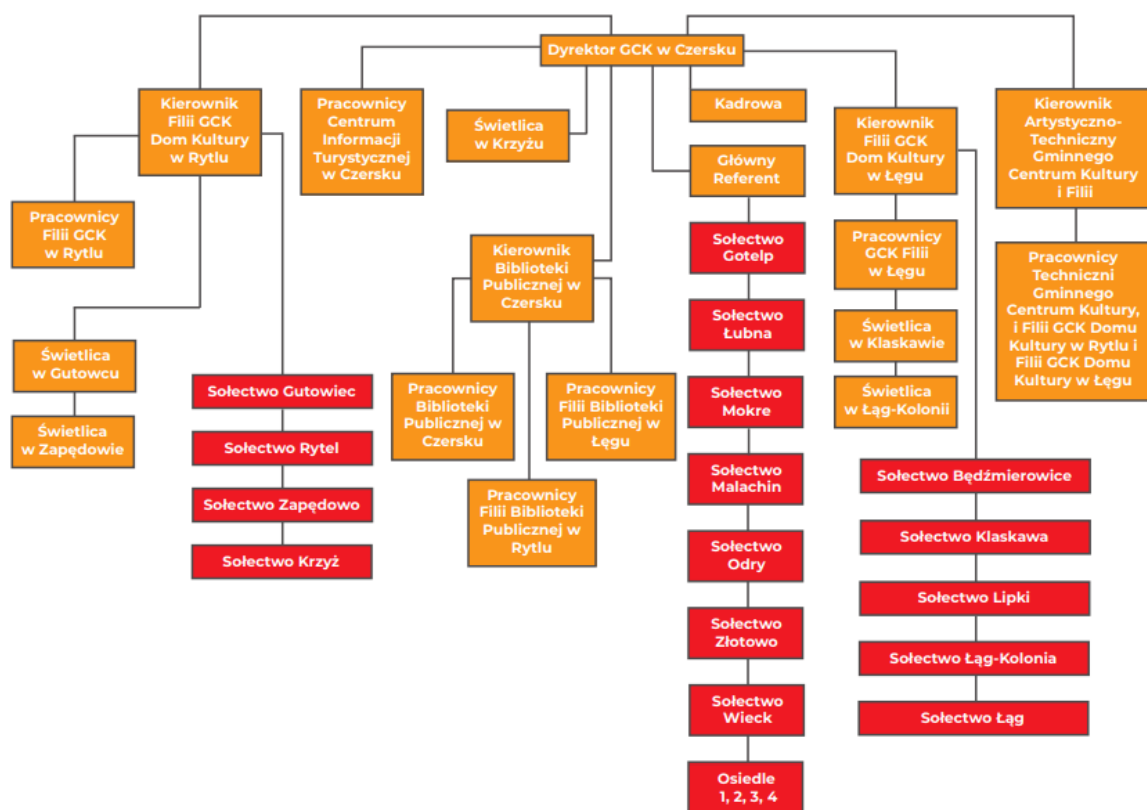 Dyrektor GCK w Czersku
Kierownik
Filii GCK
Dom Kultury
w Rytlu
Pracownicy
Centrum
Informacji
Turystycznej
w Czersku
Świetlica
w Krzyżu
Kadrowa
Kierownik
Filii GCK
Dom Kultury
w Łęgu
Kierownik
Artystyczno-
Techniczny
Gminnego
Centrum Kultury
i Filii
Główny
Referent
Pracownicy
Filii GCK
w Rytlu
Kierownik
Biblioteki
Publicznej w
Czersku
Sołectwo
Gotelp
Pracownicy
GCK Filii
w Łęgu
Pracownicy
Techniczni
Gminnego
Centrum Kultury,
i Filii GCK Domu
Kultury w Rytlu i
Filii GCK Domu
Kultury w Łęgu
Sołectwo
Łubna
Świetlica
w Klaskawie
Świetlica
w Gutowcu
Sołectwo Gutowiec
Pracownicy
Biblioteki
Publicznej w
Czersku
Pracownicy
Filii Biblioteki
Publicznej w
Łęgu
Sołectwo
Mokre
Świetlica
w Łąg-Kolonii
Świetlica
w Zapędowie
Sołectwo Rytel
Sołectwo
Malachin
Sołectwo Będźmierowice
Sołectwo Zapędowo
Pracownicy
Filii Biblioteki
Publicznej w
Rytlu
Sołectwo Klaskawa
Sołectwo Krzyż
Sołectwo
Odry
Sołectwo Lipki
Sołectwo
Złotowo
Sołectwo Łąg-Kolonia
Sołectwo
Wieck
Sołectwo Łąg
Osiedle
1, 2, 3, 4